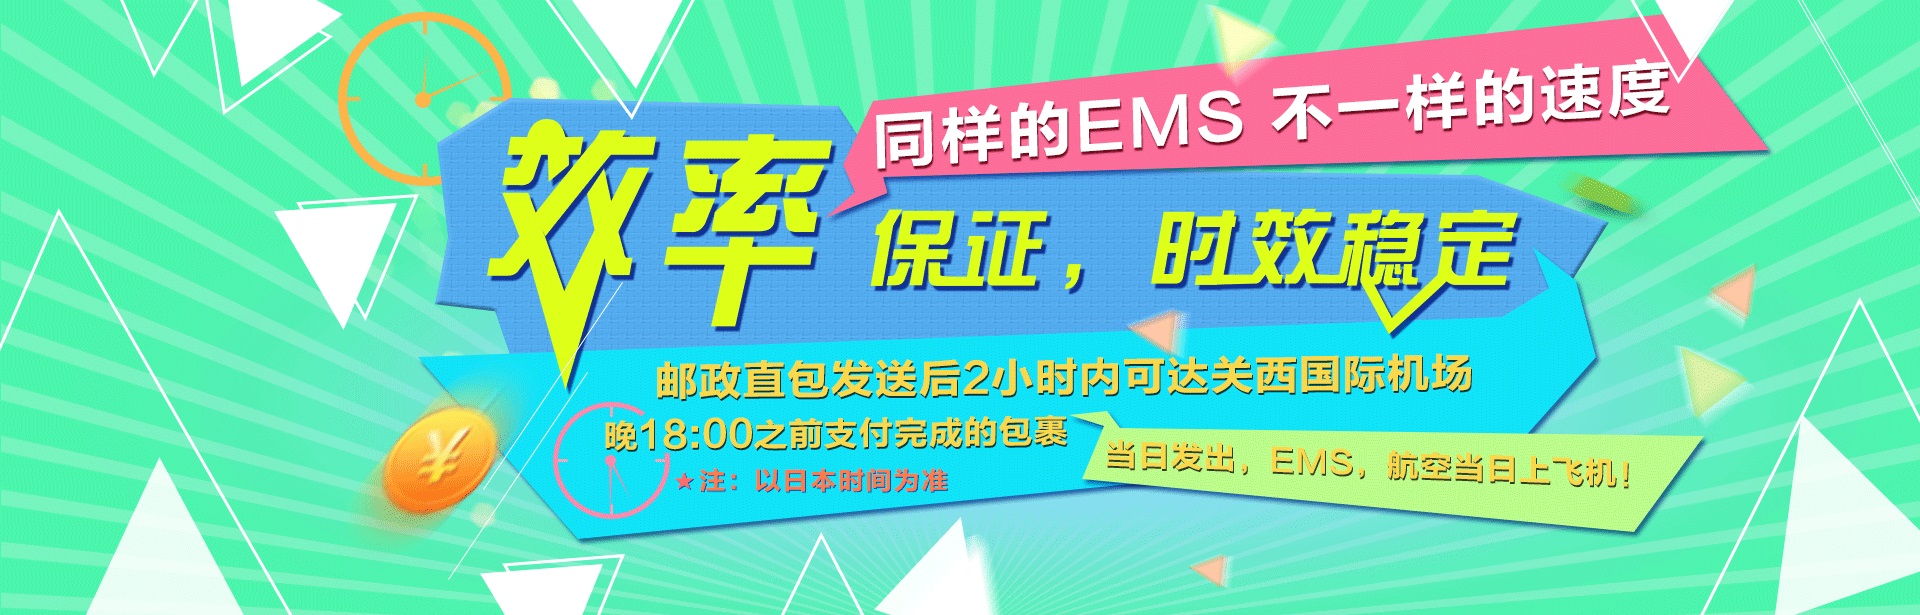 同样的EMS 不一样的速度
效率保证，时效稳定
邮政直包发送后2小时内可达关西国际机场
晚18:00之前支付完成的包裹
当日发出，EMS，航空当日上飞机！
★注：以日本时间为准
¥